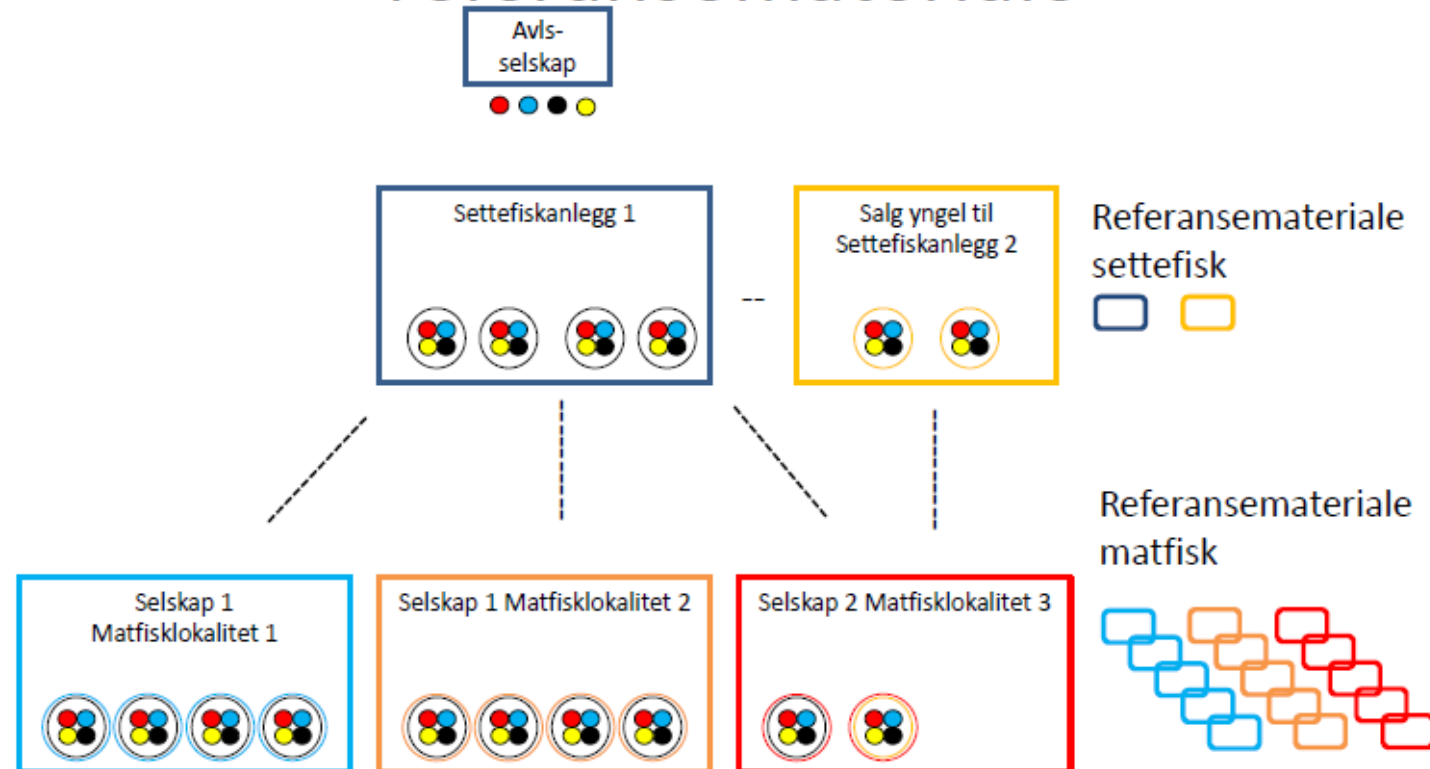 Avls-
selskap
Settefiskanlegg 1
Salg yngel til
Settefiskanlegg 2
--
Referansemateriale
settefisk
Referansemateriale
matfisk
Selskap 1
Matfisklokalitet 1
Selskap 1 Matfisklokalitet 2
Selskap 2 Matfisklokalitet 3